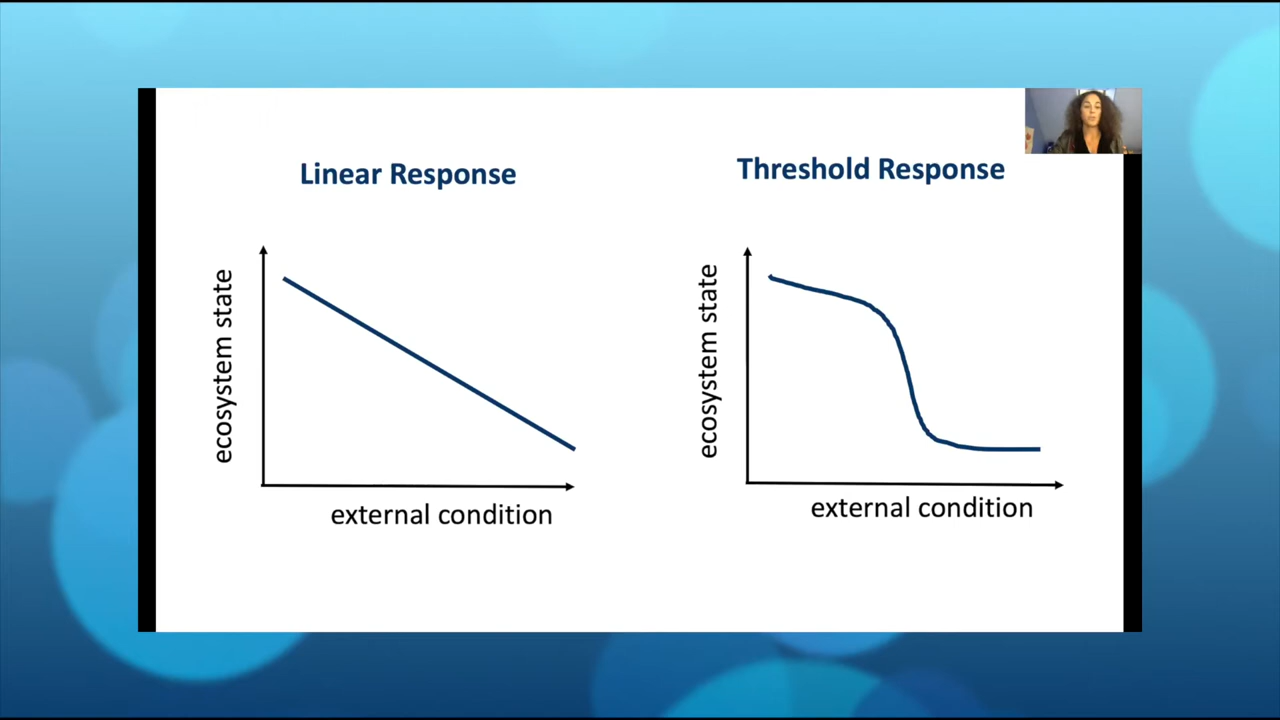 Linear Response
ecosystem state
external condition
Threshold Response
ecosystem state
external condition